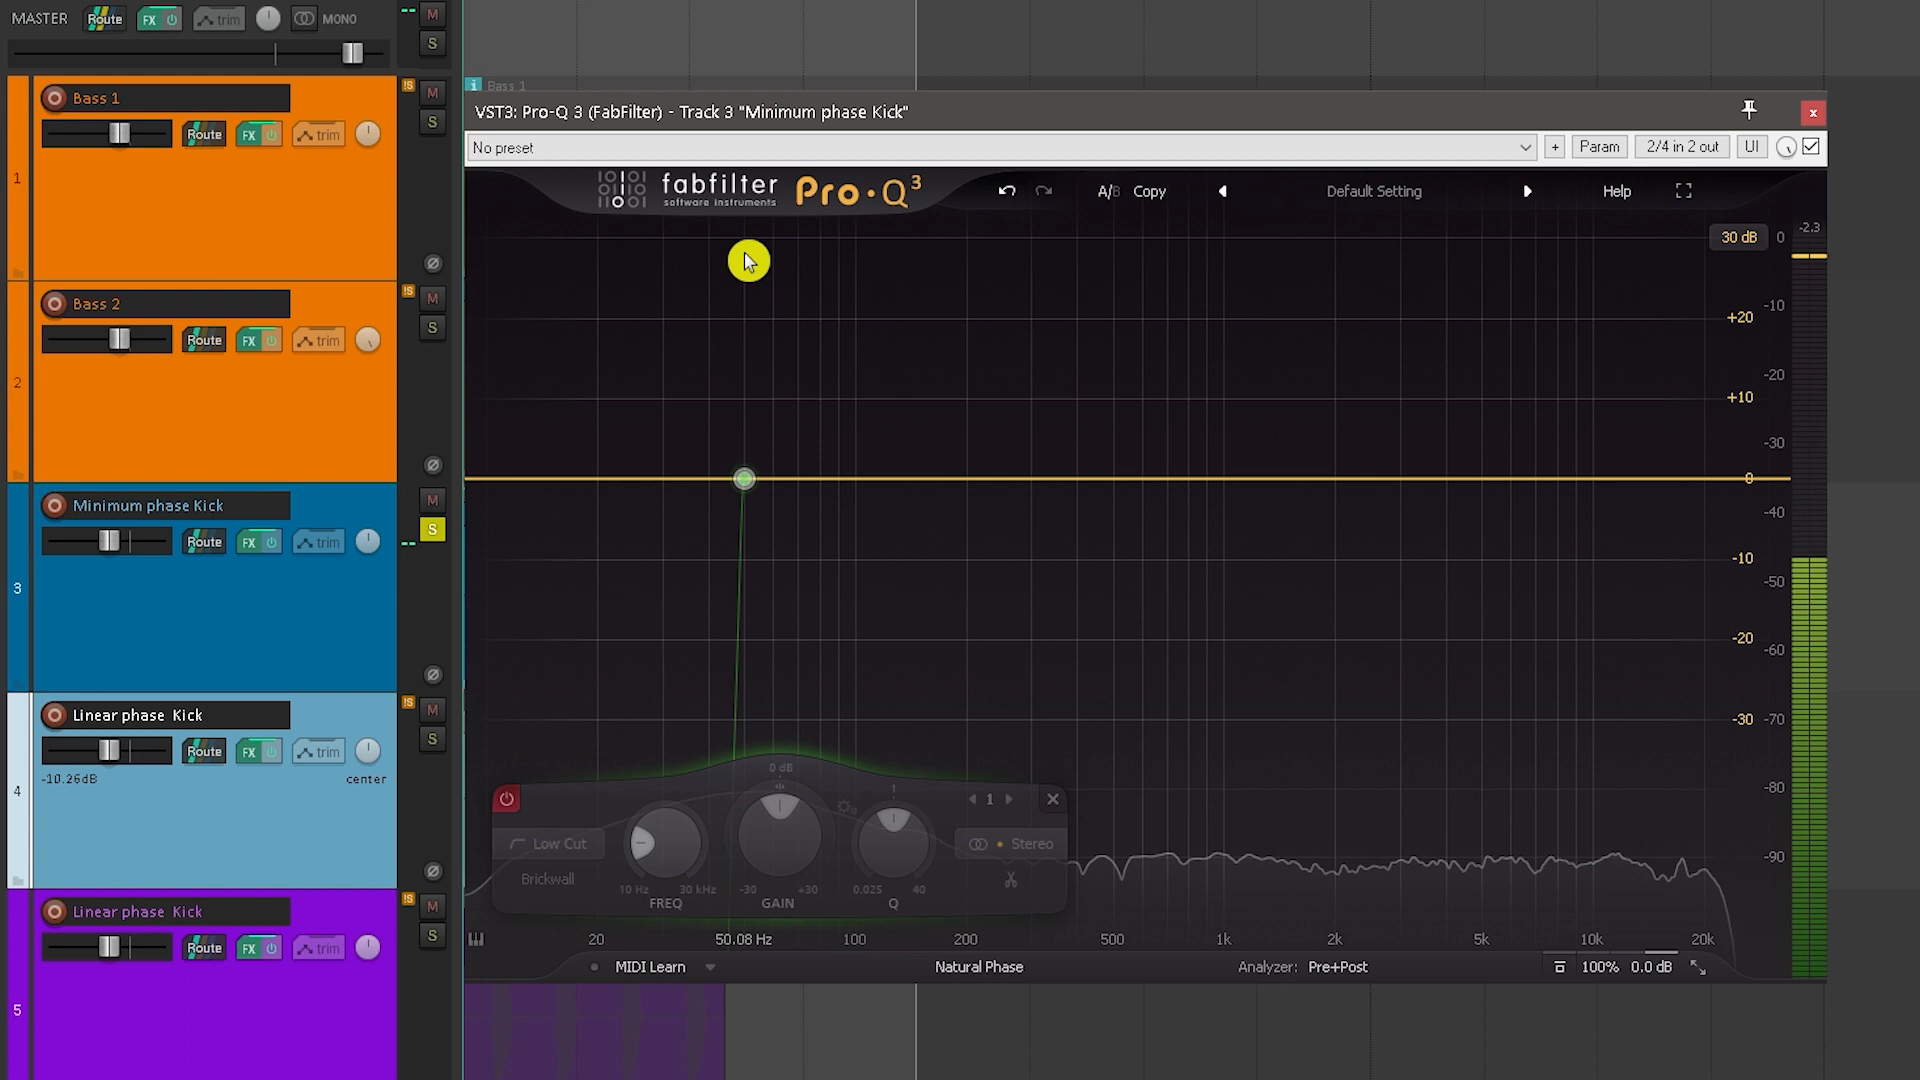 MASTER Route FX trim MONO M
S
Bass 1 !S M
Route FX trim S
1
Bass 2 !S M
Route FX trim S
2
Minimum phase Kick M
Route FX trim S
3
Linear phase Kick !S M
Route FX trim S
-10.26dB center
4
Linear phase Kick !S M
Route FX trim S
5
i Bass 1
VST3: Pro-Q 3 (FabFilter) - Track 3 "Minimum phase Kick" x
No preset + Param 2/4 in 2 out UI
fabfilter Pro·Q3
software instruments
A/B Copy Default Setting Help
30 dB 0 -2.3
+20 -10
-20
+10
-30
0
-40
-10
-50
-20
-60
-30 -70
-80
-90
0 dB
1
1
Low Cut Stereo
Brickwall
10 Hz 30 kHz -30 +30 0.025 40
FREQ GAIN Q
20 50.08 Hz 100 200 500 1k 2k 5k 10k 20k
MIDI Learn Natural Phase Analyzer: Pre+Post 100% 0.0 dB